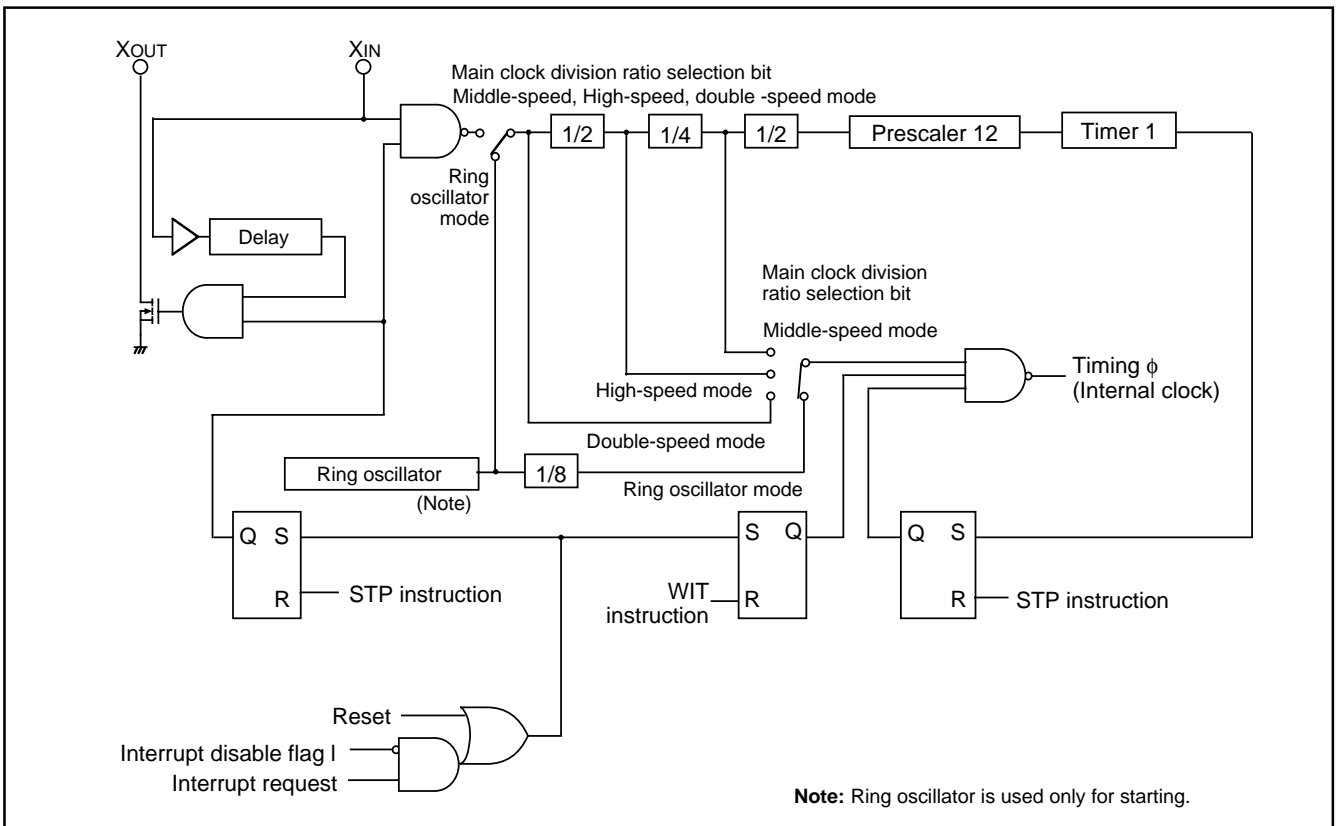 XOUT
XIN
Main clock division ratio selection bit
Middle-speed, High-speed, double -speed mode
1/2
1/4
1/2
Prescaler 12
Timer 1
Ring
oscillator
mode
Delay
Main clock division
ratio selection bit
Middle-speed mode
High-speed mode
Double-speed mode
Timing ϕ
(Internal clock)
Ring oscillator
(Note)
1/8
Ring oscillator mode
Q S
R
STP instruction
S Q
R
WIT
instruction
Q S
R
STP instruction
Reset
Interrupt disable flag l
Interrupt request
Note: Ring oscillator is used only for starting.